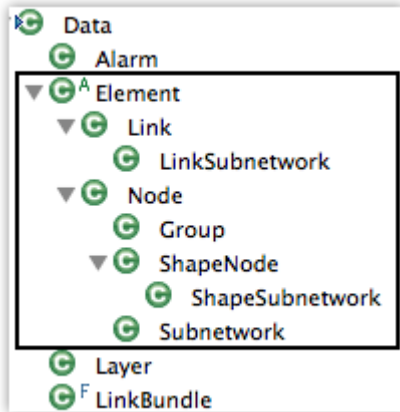 C Data
C Alarm
C A Element
C Link
C LinkSubnetwork
C Node
C Group
C ShapeNode
C ShapeSubnetwork
C Subnetwork
C Layer
C F LinkBundle